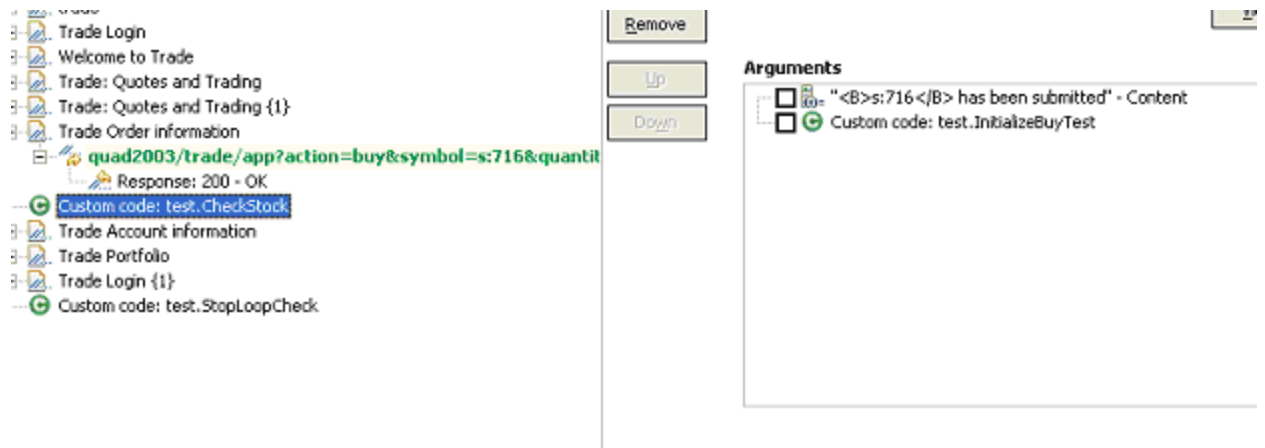 Trade Login
Welcome to Trade
Trade: Quotes and Trading
Trade: Quotes and Trading {1}
Trade Order information
quad2003/trade/app?action=buy&symbol=s:716&quantit
Response: 200 - OK
Custom code: test.CheckStock
Trade Account information
Trade Portfolio
Trade Login {1}
Custom code: test.StopLoopCheck
Remove
Up
Down
Arguments
"<B>s:716</B> has been submitted" - Content
Custom code: test.InitializeBuyTest